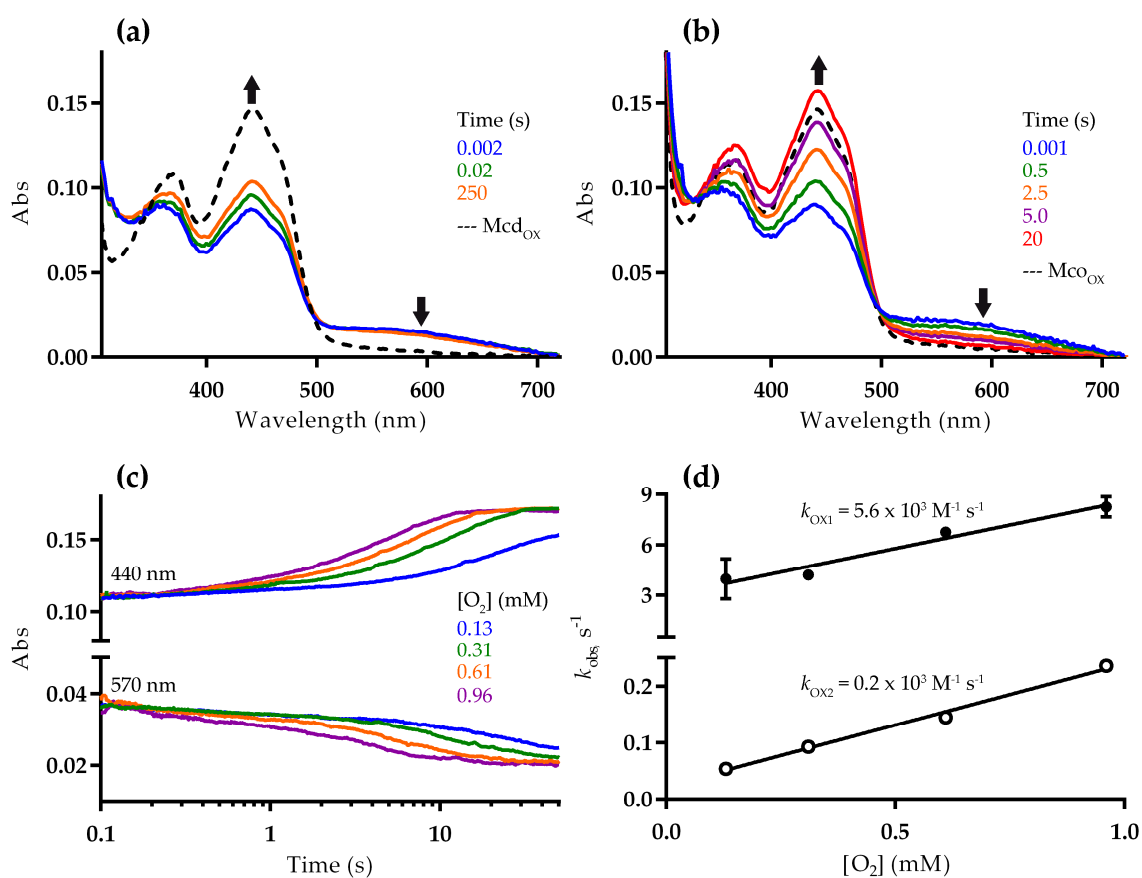 (a)
0.15
0.10
0.05
0.00
Abs
400 500 600 700
Wavelength (nm)
Time (s)
0.002
0.02
250
--- Mcd_OX
(b)
0.15
0.10
0.05
0.00
Abs
400 500 600 700
Wavelength (nm)
Time (s)
0.001
0.5
2.5
5.0
20
--- Mco_OX
(c)
0.15
0.10
0.04
0.02
Abs
440 nm
570 nm
[O₂] (mM)
0.13
0.31
0.61
0.96
0.1 1 10
Time (s)
(d)
9
6
3
0.2
0.1
0.0
k_obs, s⁻¹
k_OX1 = 5.6 x 10³ M⁻¹ s⁻¹
k_OX2 = 0.2 x 10³ M⁻¹ s⁻¹
0.0 0.5 1.0
[O₂] (mM)